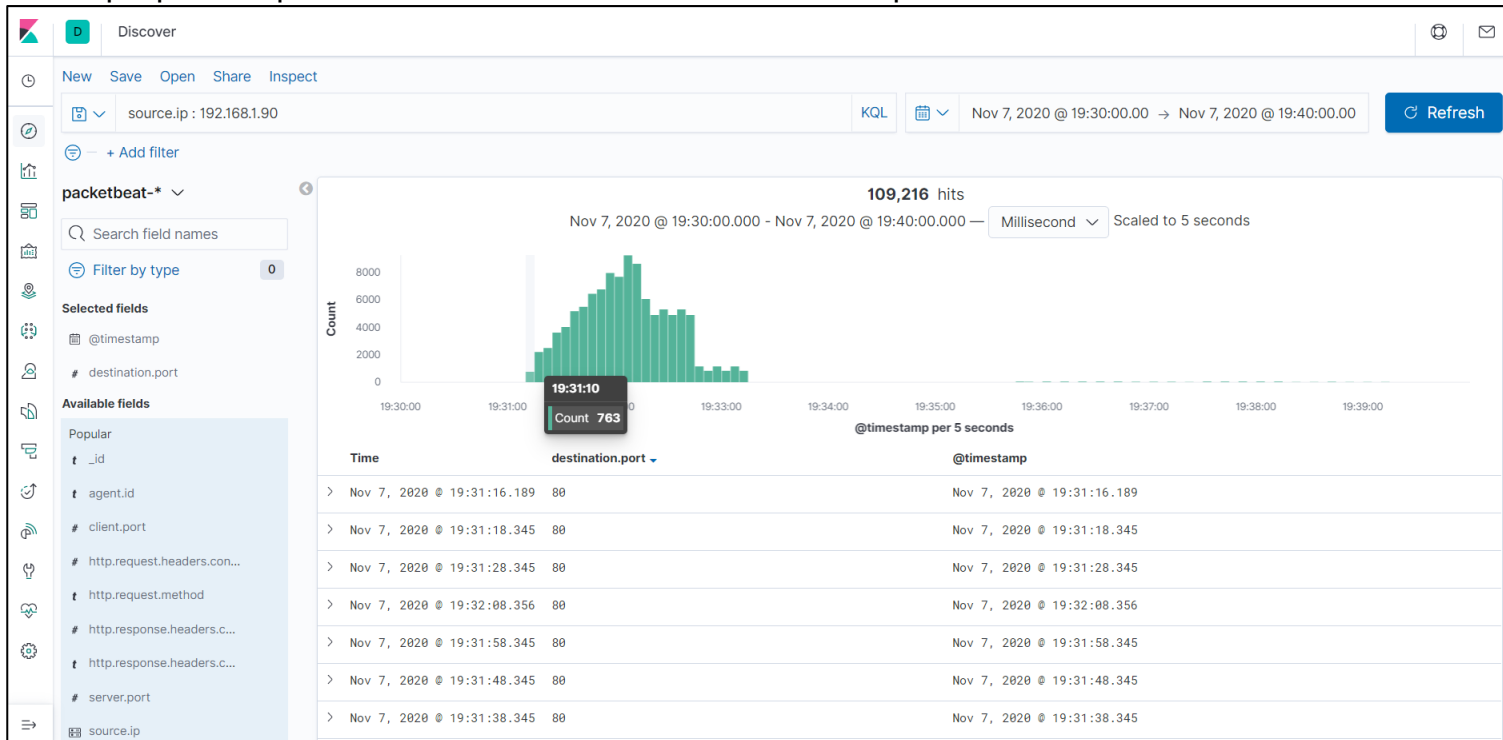 D Discover
New Save Open Share Inspect
source.ip : 192.168.1.90 KQL Nov 7, 2020 @ 19:30:00.00 → Nov 7, 2020 @ 19:40:00.00 Refresh
+ Add filter
packetbeat-*
Search field names
Filter by type 0
Selected fields
@timestamp
# destination.port
Available fields
Popular
t _id
t agent.id
# client.port
# http.request.headers.con...
t http.request.method
# http.response.headers.c...
t http.response.headers.c...
# server.port
source.ip
109,216 hits
Nov 7, 2020 @ 19:30:00.000 - Nov 7, 2020 @ 19:40:00.000 — Millisecond Scaled to 5 seconds
Count
8000
6000
4000
2000
0
19:31:10
Count 763
19:30:00 19:31:00 19:33:00 19:34:00 19:35:00 19:36:00 19:37:00 19:38:00 19:39:00
@timestamp per 5 seconds
Time destination.port @timestamp
Nov 7, 2020 @ 19:31:16.189 80 Nov 7, 2020 @ 19:31:16.189
Nov 7, 2020 @ 19:31:18.345 80 Nov 7, 2020 @ 19:31:18.345
Nov 7, 2020 @ 19:31:28.345 80 Nov 7, 2020 @ 19:31:28.345
Nov 7, 2020 @ 19:32:08.356 80 Nov 7, 2020 @ 19:32:08.356
Nov 7, 2020 @ 19:31:58.345 80 Nov 7, 2020 @ 19:31:58.345
Nov 7, 2020 @ 19:31:48.345 80 Nov 7, 2020 @ 19:31:48.345
Nov 7, 2020 @ 19:31:38.345 80 Nov 7, 2020 @ 19:31:38.345